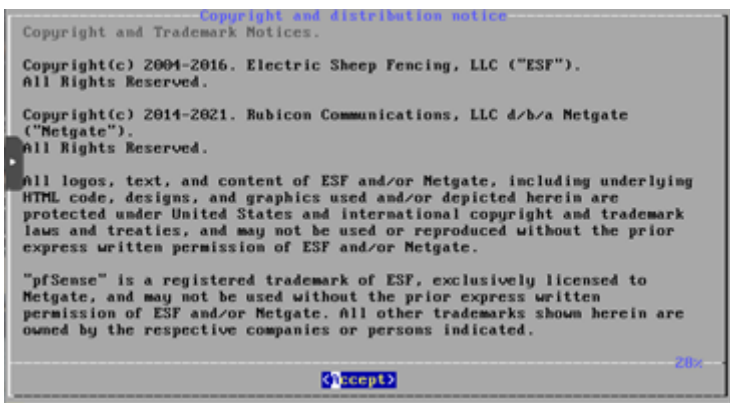 Copyright and distribution notice
Copyright and Trademark Notices.
Copyright(c) 2004-2016. Electric Sheep Fencing, LLC ("ESF").
All Rights Reserved.
Copyright(c) 2014-2021. Rubicon Communications, LLC d/b/a Netgate
("Netgate").
All Rights Reserved.
All logos, text, and content of ESF and/or Netgate, including underlying
HTML code, designs, and graphics used and/or depicted herein are
protected under United States and international copyright and trademark
laws and treaties, and may not be used or reproduced without the prior
express written permission of ESF and/or Netgate.
"pfSense" is a registered trademark of ESF, exclusively licensed to
Netgate, and may not be used without the prior express written
permission of ESF and/or Netgate. All other trademarks shown herein are
owned by the respective companies or persons indicated.
28%
<Accept>